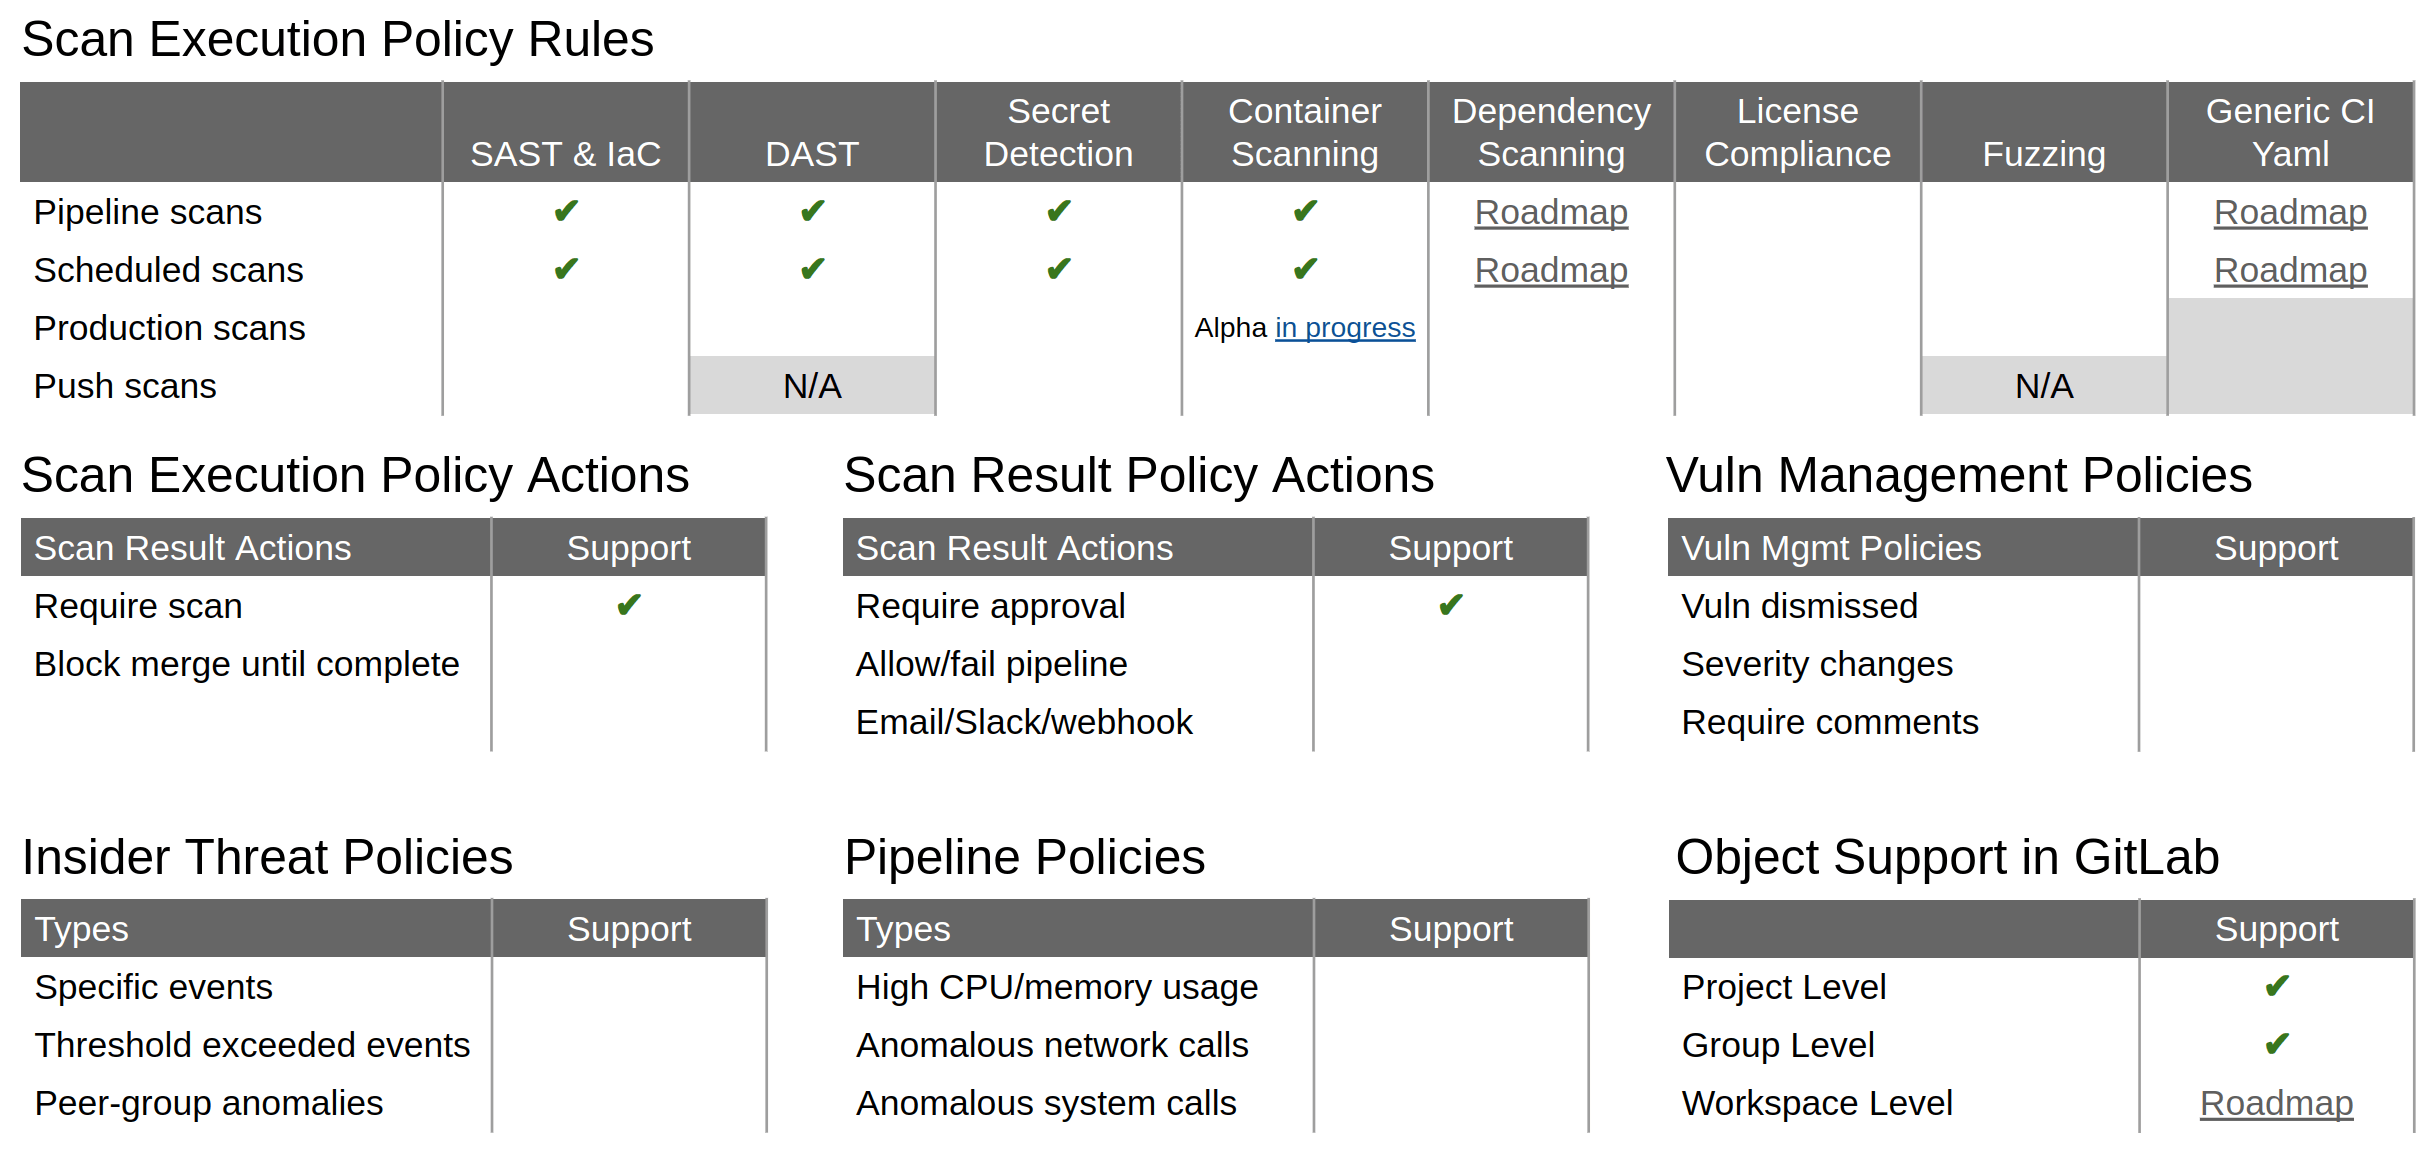 Scan Execution Policy Rules
SAST & IaC DAST Secret Detection Container Scanning Dependency Scanning License Compliance Fuzzing Generic CI Yaml
Pipeline scans ✔ ✔ ✔ ✔ Roadmap Roadmap
Scheduled scans ✔ ✔ ✔ ✔ Roadmap Roadmap
Production scans Alpha in progress
Push scans N/A N/A
Scan Execution Policy Actions
Scan Result Actions Support
Require scan ✔
Block merge until complete
Scan Result Policy Actions
Scan Result Actions Support
Require approval ✔
Allow/fail pipeline
Email/Slack/webhook
Vuln Management Policies
Vuln Mgmt Policies Support
Vuln dismissed
Severity changes
Require comments
Insider Threat Policies
Types Support
Specific events
Threshold exceeded events
Peer-group anomalies
Pipeline Policies
Types Support
High CPU/memory usage
Anomalous network calls
Anomalous system calls
Object Support in GitLab
Support
Project Level ✔
Group Level ✔
Workspace Level Roadmap